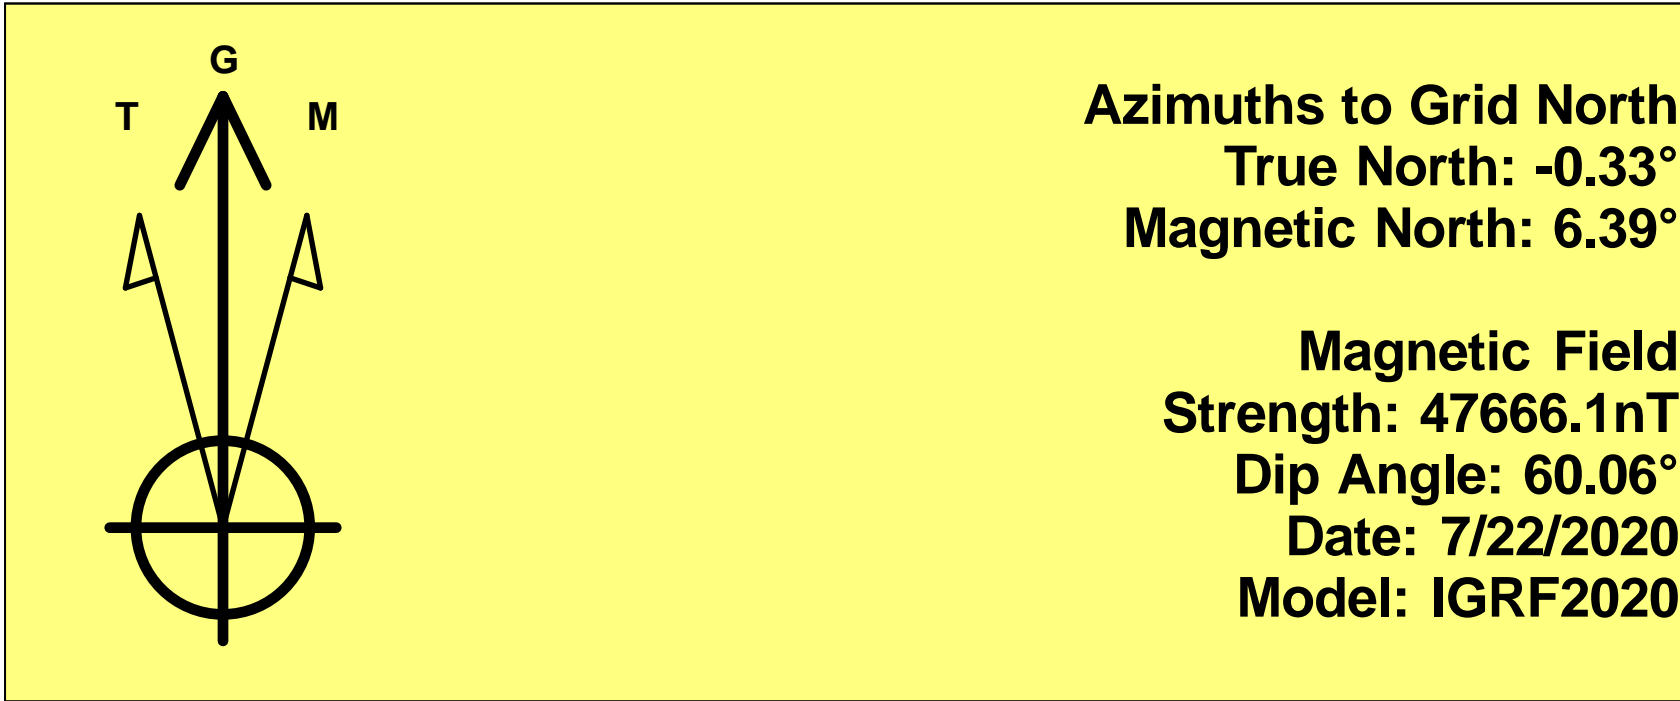 G
T
M
Azimuths to Grid North
True North: -0.33°
Magnetic North: 6.39°
Magnetic Field
Strength: 47666.1nT
Dip Angle: 60.06°
Date: 7/22/2020
Model: IGRF2020